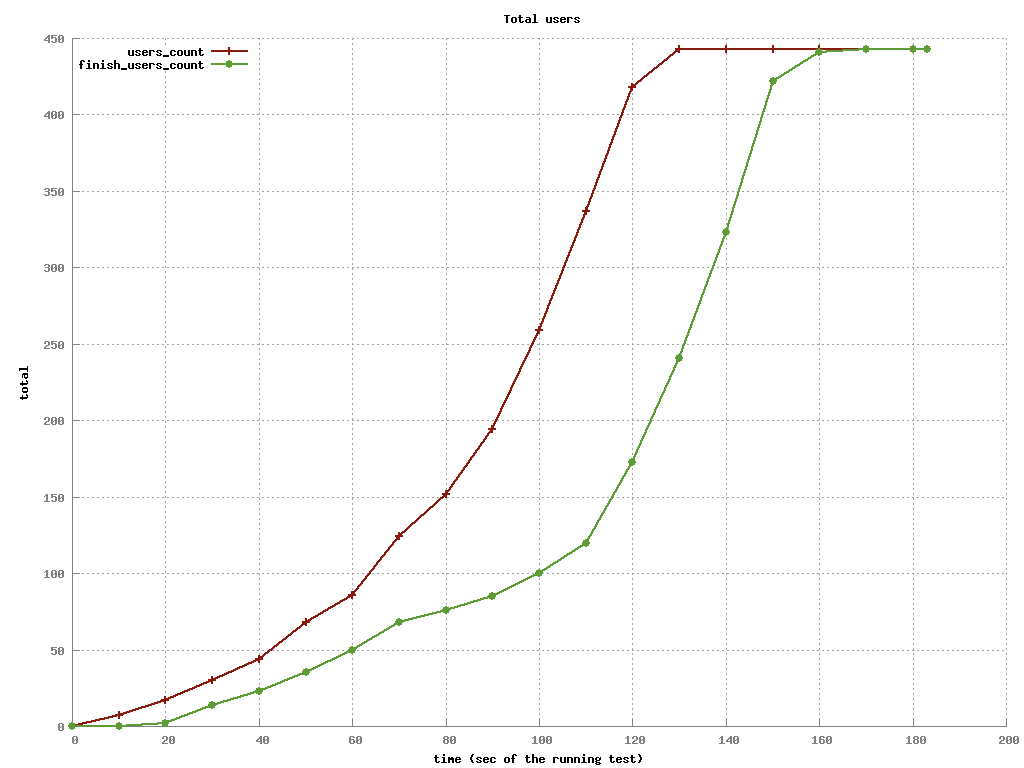 Total users
users_count
finish_users_count
450
400
350
300
250
200
150
100
50
0
total
0 20 40 60 80 100 120 140 160 180 200
time (sec of the running test)